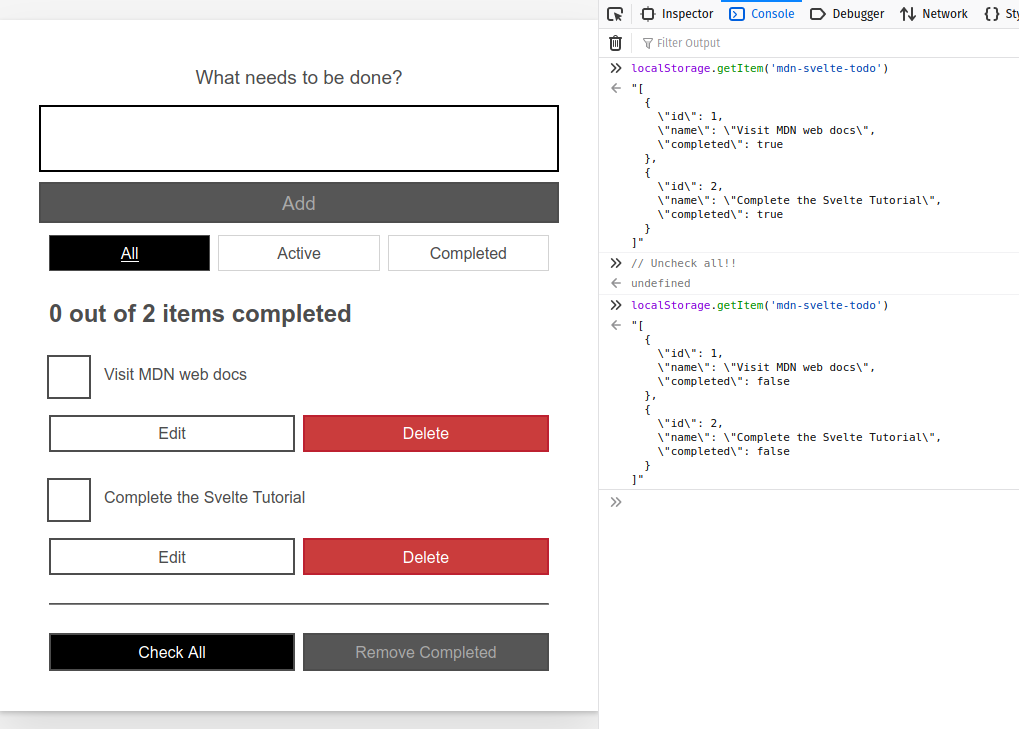 What needs to be done?
Add
All Active Completed
0 out of 2 items completed
Visit MDN web docs
Edit Delete
Complete the Svelte Tutorial
Edit Delete
Check All Remove Completed
Inspector Console Debugger Network {} Sty
Filter Output
>> localStorage.getItem('mdn-svelte-todo')
← "[
{
\"id\": 1,
\"name\": \"Visit MDN web docs\",
\"completed\": true
},
{
\"id\": 2,
\"name\": \"Complete the Svelte Tutorial\",
\"completed\": true
}
]"
>> // Uncheck all!!
← undefined
>> localStorage.getItem('mdn-svelte-todo')
← "[
{
\"id\": 1,
\"name\": \"Visit MDN web docs\",
\"completed\": false
},
{
\"id\": 2,
\"name\": \"Complete the Svelte Tutorial\",
\"completed\": false
}
]"
>>